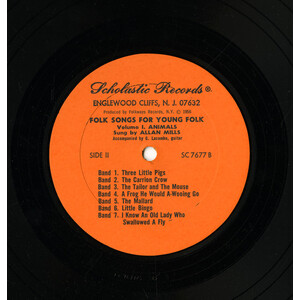 Scholastic Records®
ENGLEWOOD CLIFFS, N. J. 07632
Produced by Folkways Records, N.Y.
FOLK SONGS FOR YOUNG FOLK
Volume I. ANIMALS
Sung by ALLAN MILLS
Accompanied by G. Lacombe, guitar
SIDE II SC 7677 B
Band 1. Three Little Pigs
Band 2. The Carrion Crow
Band 3. The Tailor and The Mouse
Band 4. A Frog He Would A-Wooing Go
Band 5. The Mallard
Band 6. Little Bingo
Band 7. I Know An Old Lady Who
Swallowed A Fly